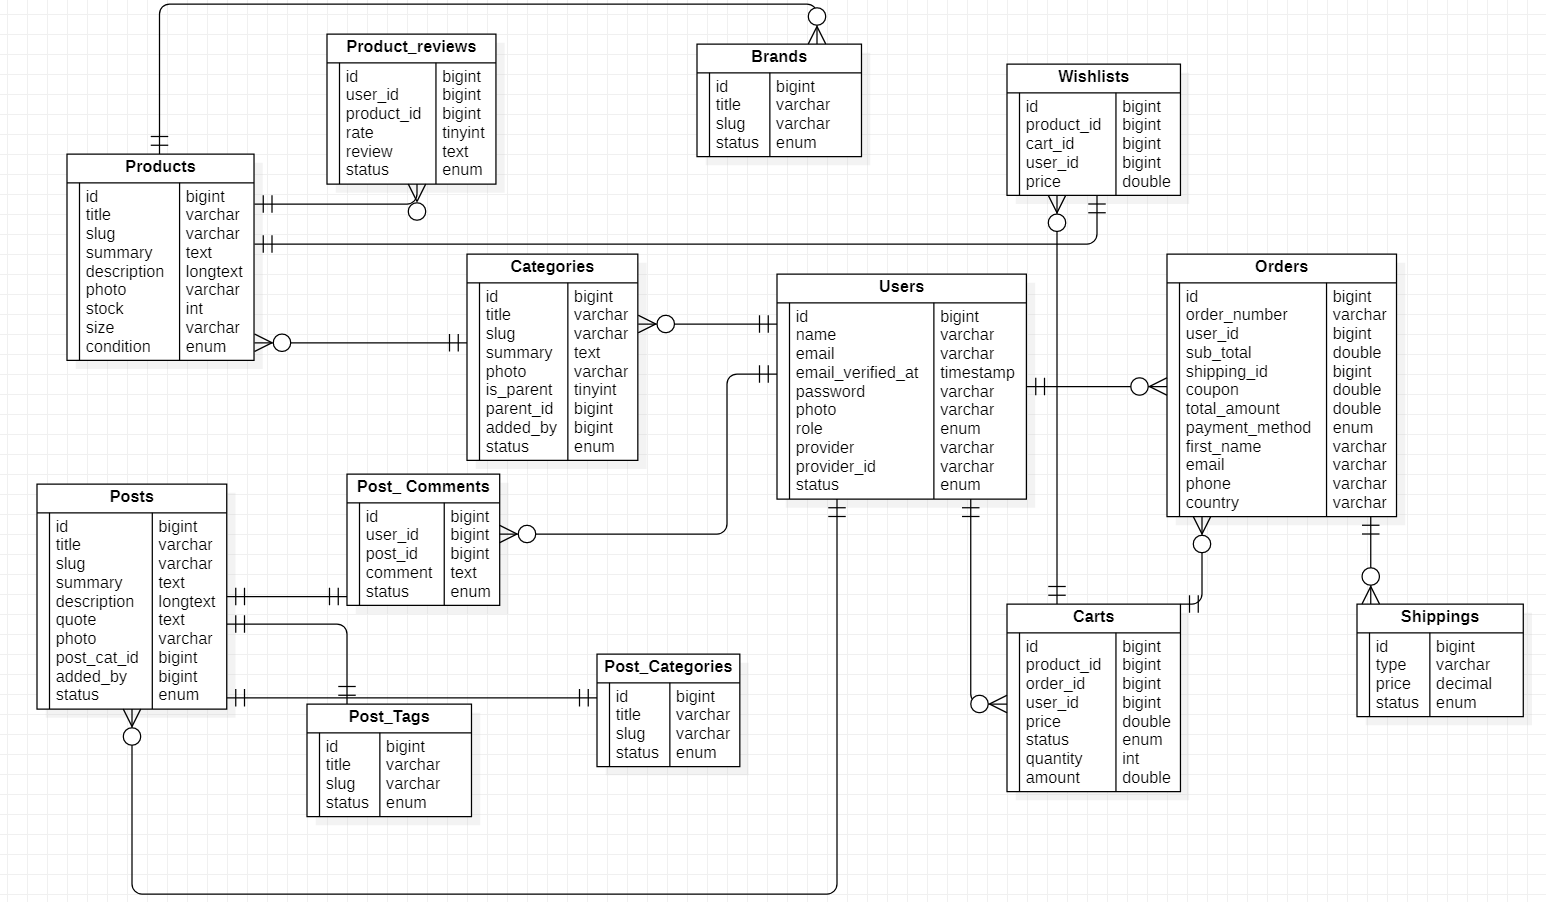 Product_reviews
id bigint
user_id bigint
product_id bigint
rate tinyint
review text
status enum
Brands
id bigint
title varchar
slug varchar
status enum
Wishlists
id bigint
product_id bigint
cart_id bigint
user_id bigint
price double
Products
id bigint
title varchar
slug varchar
summary text
description longtext
photo varchar
stock int
size varchar
condition enum
Categories
id bigint
title varchar
slug varchar
summary text
photo varchar
is_parent tinyint
parent_id bigint
added_by bigint
status enum
Users
id bigint
name varchar
email varchar
email_verified_at timestamp
password varchar
photo varchar
role enum
provider varchar
provider_id varchar
status enum
Orders
id bigint
order_number varchar
user_id bigint
sub_total double
shipping_id bigint
coupon double
total_amount double
payment_method enum
first_name varchar
email varchar
phone varchar
country varchar
Posts
id bigint
title varchar
slug varchar
summary text
description longtext
quote text
photo varchar
post_cat_id bigint
added_by bigint
status enum
Post_ Comments
id bigint
user_id bigint
post_id bigint
comment text
status enum
Post_Categories
id bigint
title varchar
slug varchar
status enum
Post_Tags
id bigint
title varchar
slug varchar
status enum
Carts
id bigint
product_id bigint
order_id bigint
user_id bigint
price double
status enum
quantity int
amount double
Shippings
id bigint
type varchar
price decimal
status enum